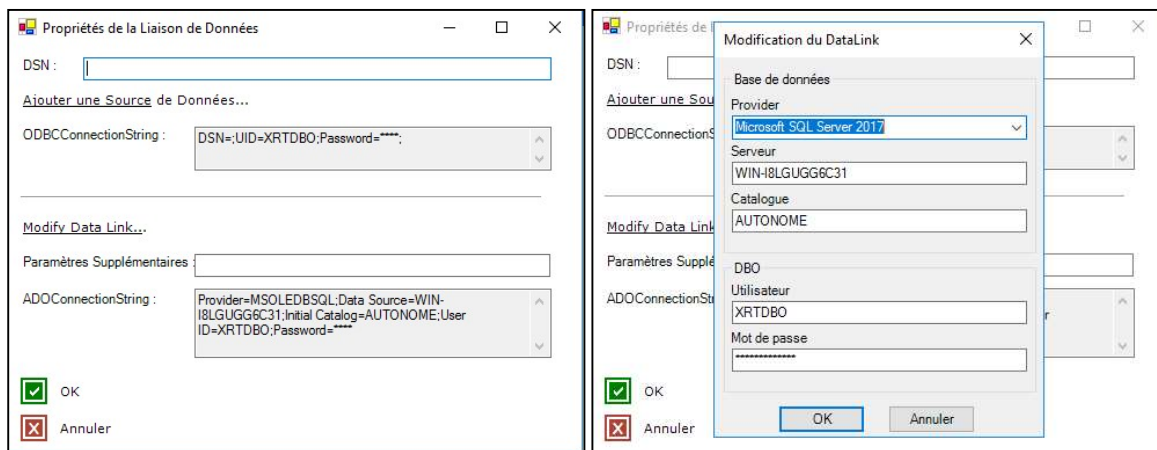 Propriétés de la Liaison de Données
DSN :
Ajouter une Source de Données...
ODBCConnectionString :
DSN=;UID=XRTDBO;Password=****;
Modify Data Link...
Paramètres Supplémentaires :
ADOConnectionString :
Provider=MSOLEDBSQL;Data Source=WIN-
I8LGUGG6C31;Initial Catalog=AUTONOME;User
ID=XRTDBO;Password=****
OK
Annuler
Propriétés de l
DSN :
Ajouter une Sou
ODBCConnectionS
Modify Data Link
Paramètres Supplé
ADOConnectionStr
r
OK
Annuler
Modification du DataLink
Base de données
Provider
Microsoft SQL Server 2017
Serveur
WIN-I8LGUGG6C31
Catalogue
AUTONOME
DBO
Utilisateur
XRTDBO
Mot de passe
*************
OK
Annuler